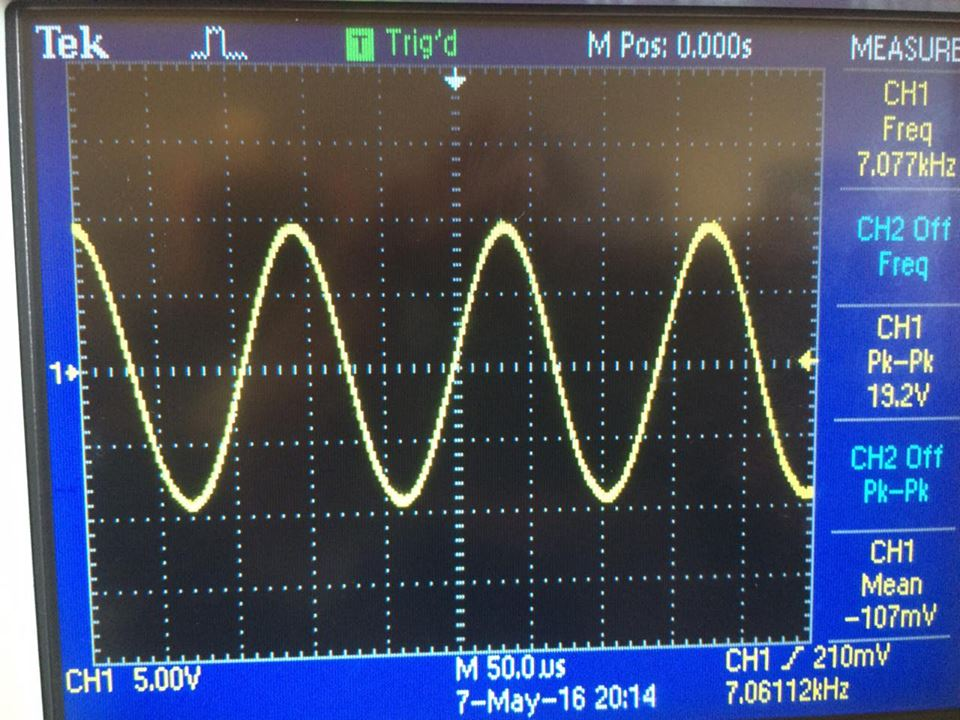 Tek T Trig'd M Pos: 0.000s MEASURE
CH1
Freq
7.077kHz
CH2 Off
Freq
CH1
Pk-Pk
19.2V
CH2 Off
Pk-Pk
CH1
Mean
-107mV
1
CH1 5.00V M 50.0µs CH1 210mV
7-May-16 20:14 7.06112kHz